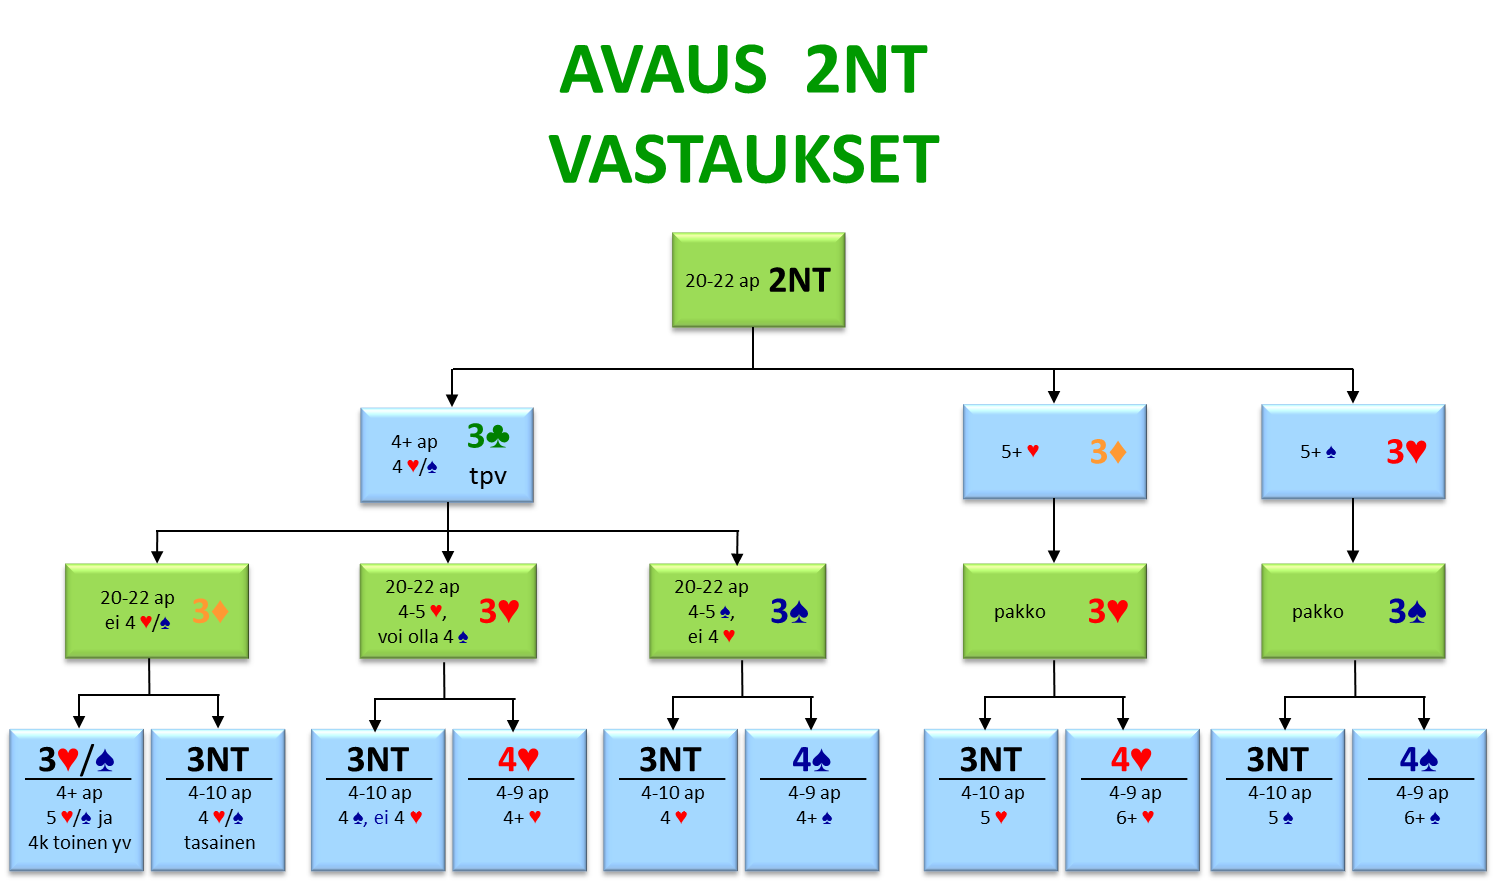 AVAUS 2NT
VASTAUKSET
20-22 ap 2NT
4+ ap 3♣
4 ♥/♠ tpv
5+ ♥ 3♦
5+ ♠ 3♥
20-22 ap
ei 4 ♥/♠ 3♦
20-22 ap
4-5 ♥, 3♥
voi olla 4 ♠
20-22 ap
4-5 ♠, 3♠
ei 4 ♥
pakko 3♥
pakko 3♠
3♥/♠
4+ ap
5 ♥/♠ ja
4k toinen yv
3NT
4-10 ap
4 ♥/♠
tasainen
3NT
4-10 ap
4 ♠, ei 4 ♥
4♥
4-9 ap
4+ ♥
3NT
4-10 ap
4 ♥
4♠
4-9 ap
4+ ♠
3NT
4-10 ap
5 ♥
4♥
4-9 ap
6+ ♥
3NT
4-10 ap
5 ♠
4♠
4-9 ap
6+ ♠